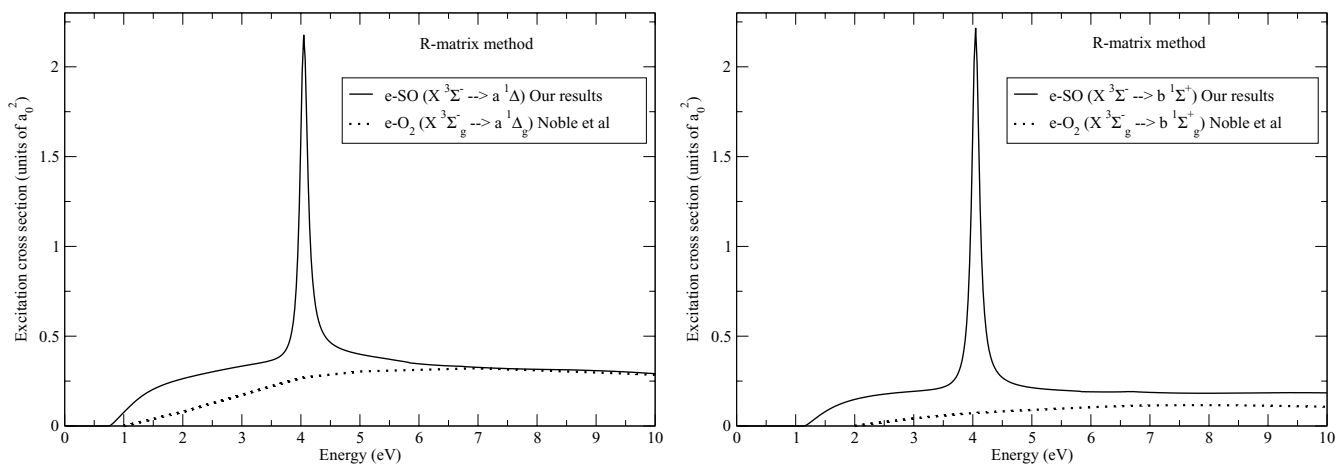 R-matrix method
e-SO (X ³Σ⁻ --> a ¹Δ) Our results
e-O₂ (X ³Σ⁻g --> a ¹Δg) Noble et al
Excitation cross section (units of a₀²)
2
1.5
1
0.5
0
0 1 2 3 4 5 6 7 8 9 10
Energy (eV)
R-matrix method
e-SO (X ³Σ⁻ --> b ¹Σ⁺) Our results
e-O₂ (X ³Σ⁻g --> b ¹Σ⁺g) Noble et al
Excitation cross section (units of a₀²)
2
1.5
1
0.5
0
0 1 2 3 4 5 6 7 8 9 10
Energy (eV)